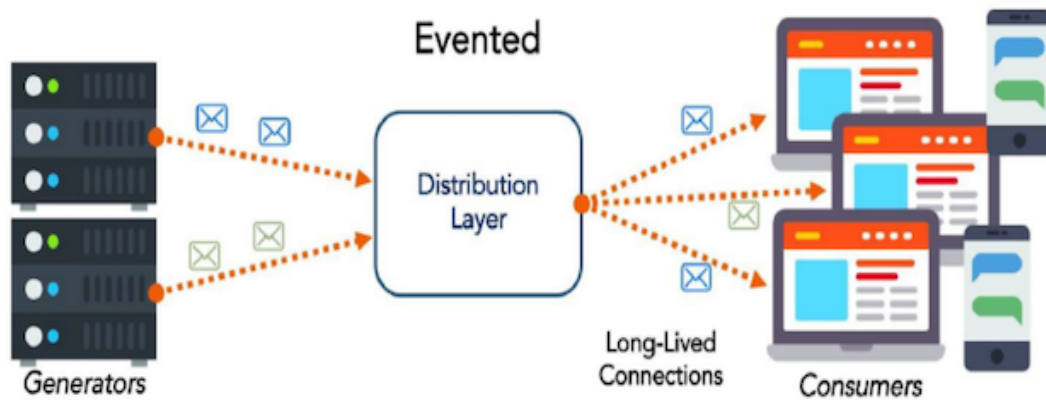 Evented
Distribution
Layer
Long-Lived
Connections
Generators
Consumers